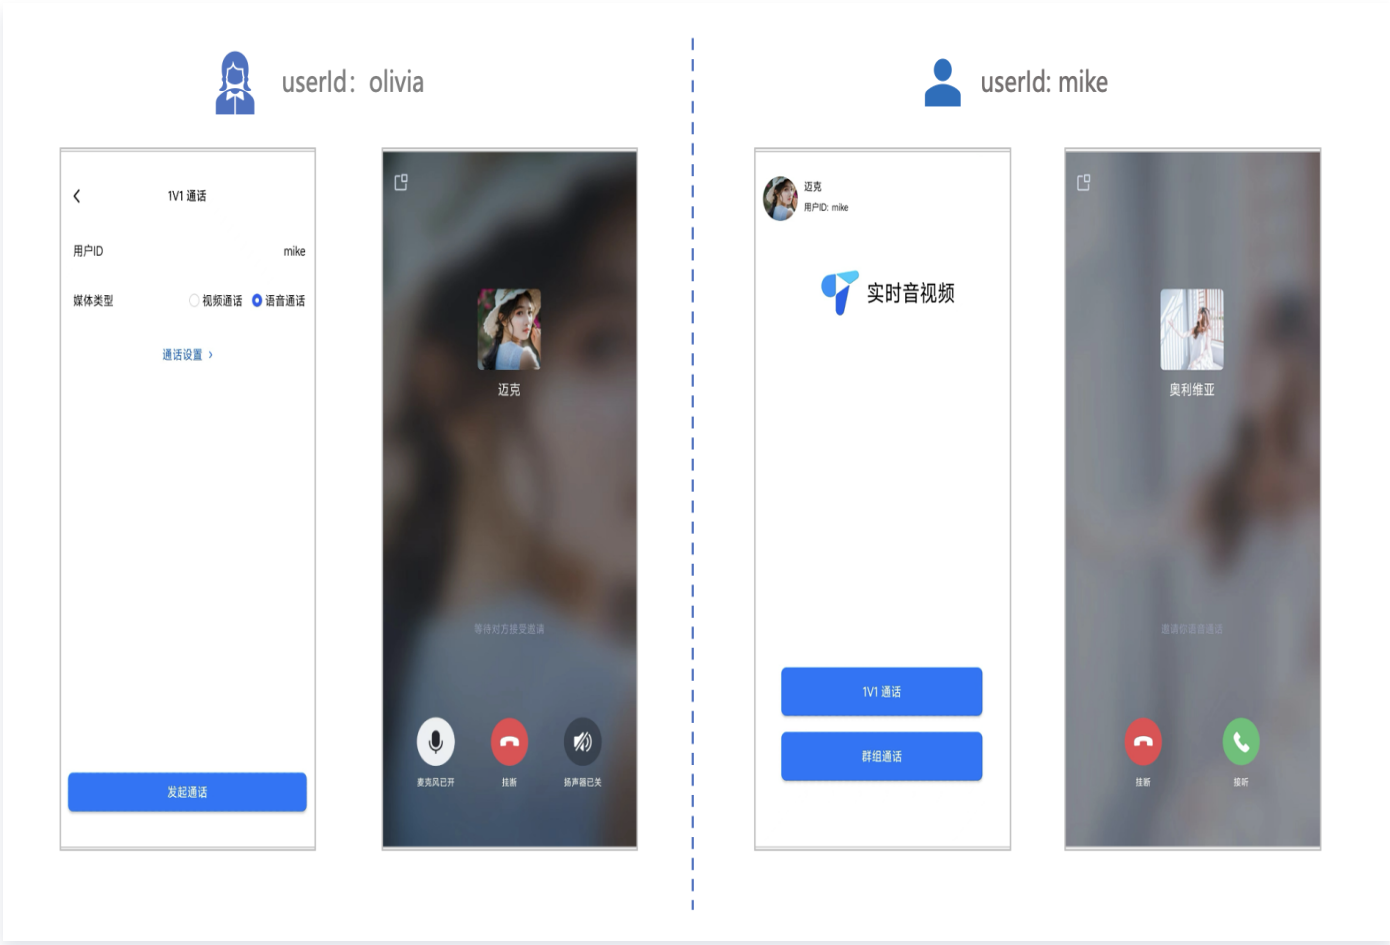 userId：olivia
1V1 通话
用户ID
mike
媒体类型
视频通话
语音通话
通话设置 >
发起通话
迈克
等待对方接受邀请
麦克风已开
挂断
扬声器已关
userId: mike
迈克
用户ID: mike
实时音视频
1V1 通话
群组通话
奥利维亚
邀请你语音通话
挂断
接听